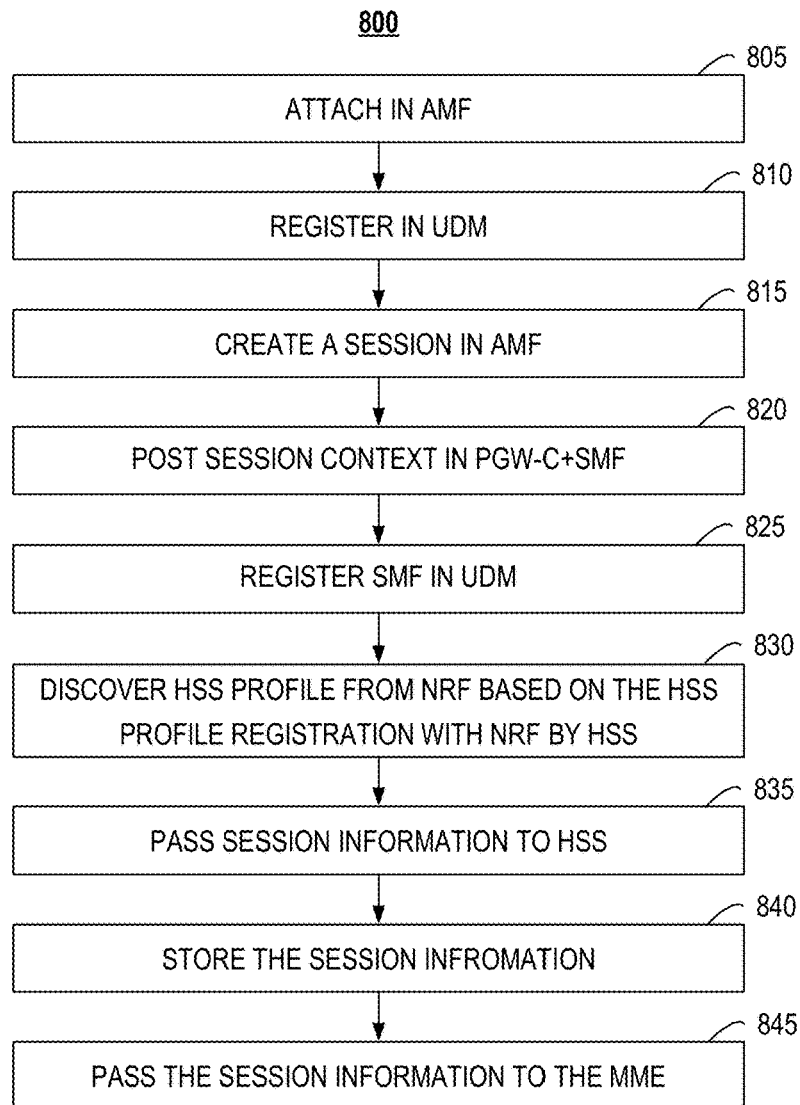 800
805
ATTACH IN AMF
810
REGISTER IN UDM
815
CREATE A SESSION IN AMF
820
POST SESSION CONTEXT IN PGW-C+SMF
825
REGISTER SMF IN UDM
830
DISCOVER HSS PROFILE FROM NRF BASED ON THE HSS
PROFILE REGISTRATION WITH NRF BY HSS
835
PASS SESSION INFORMATION TO HSS
840
STORE THE SESSION INFROMATION
845
PASS THE SESSION INFORMATION TO THE MME